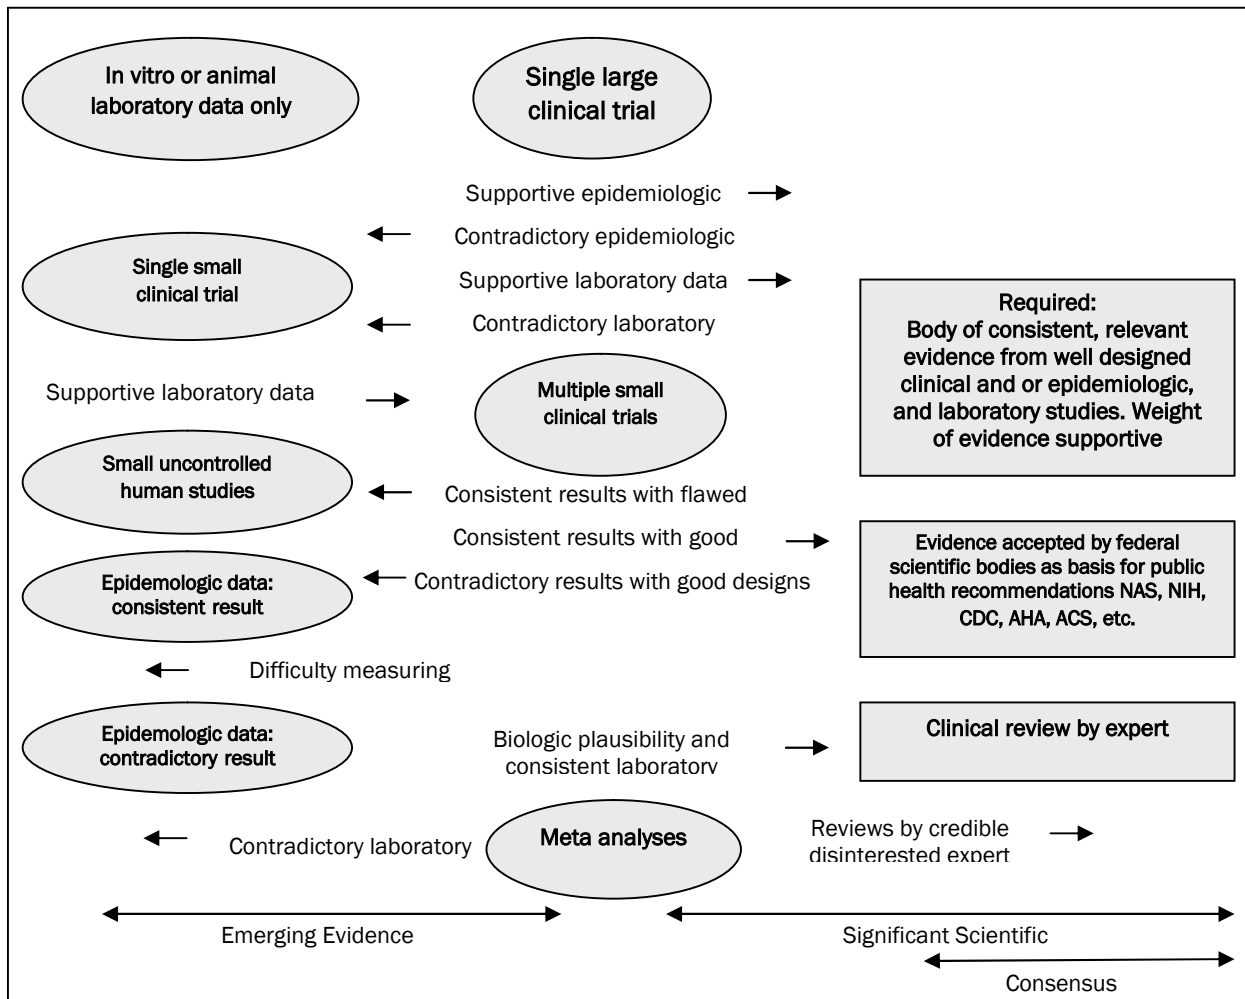 In vitro or animal
laboratory data only
Single large
clinical trial
Supportive epidemiologic
Contradictory epidemiologic
Single small
clinical trial
Supportive laboratory data
Contradictory laboratory
Required:
Body of consistent, relevant
evidence from well designed
clinical and or epidemiologic,
and laboratory studies. Weight
of evidence supportive
Supportive laboratory data
Multiple small
clinical trials
Small uncontrolled
human studies
Consistent results with flawed
Consistent results with good
Evidence accepted by federal
scientific bodies as basis for public
health recommendations NAS, NIH,
CDC, AHA, ACS, etc.
Epidemologic data:
consistent result
Contradictory results with good designs
Difficulty measuring
Epidemologic data:
contradictory result
Biologic plausibility and
consistent laboratory
Clinical review by expert
Contradictory laboratory
Meta analyses
Reviews by credible
disinterested expert
Emerging Evidence
Significant Scientific
Consensus